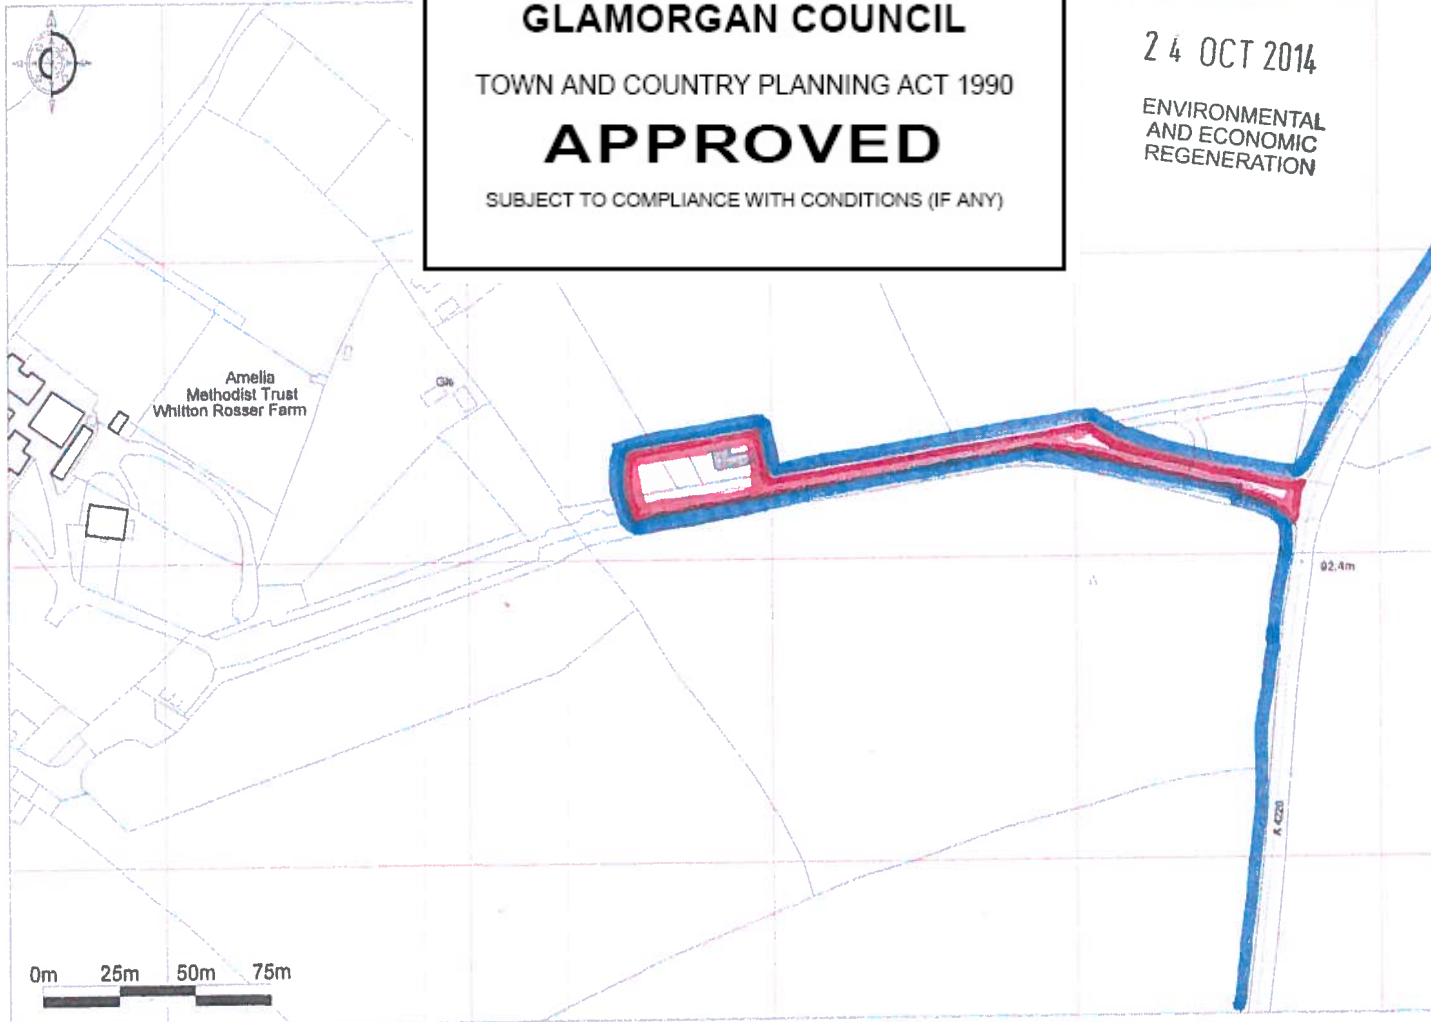 GLAMORGAN COUNCIL
TOWN AND COUNTRY PLANNING ACT 1990
APPROVED
SUBJECT TO COMPLIANCE WITH CONDITIONS (IF ANY)
24 OCT 2014
ENVIRONMENTAL
AND ECONOMIC
REGENERATION
Amelia
Methodist Trust
Whitton Rosser Farm
92.4m
0m 25m 50m 75m